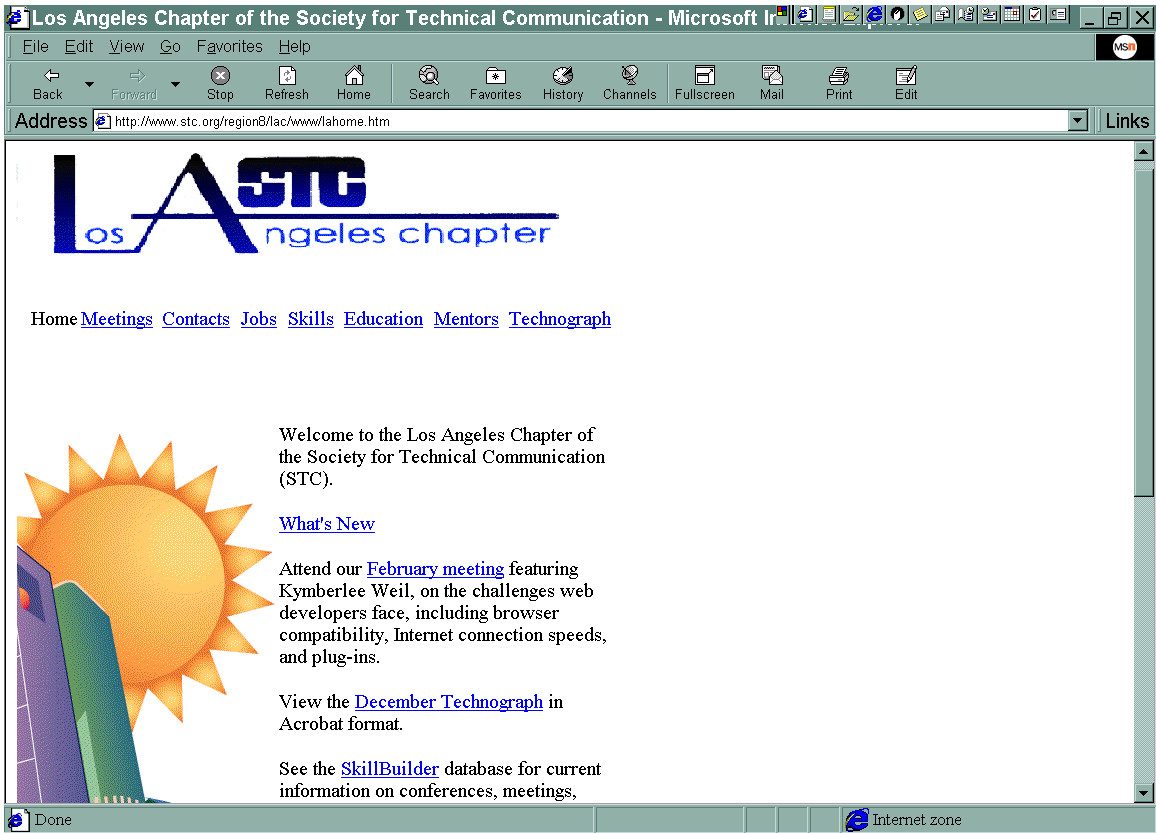 Los Angeles Chapter of the Society for Technical Communication - Microsoft
File Edit View Go Favorites Help
msn
Back Forward Stop Refresh Home Search Favorites History Channels Fullscreen Mail Print Edit
Address http://www.stc.org/region8/lac/www/lahome.htm Links
STC
Los Angeles chapter
Home Meetings Contacts Jobs Skills Education Mentors Technograph
Welcome to the Los Angeles Chapter of
the Society for Technical Communication
(STC).
What's New
Attend our February meeting featuring
Kymberlee Weil, on the challenges web
developers face, including browser
compatibility, Internet connection speeds,
and plug-ins.
View the December Technograph in
Acrobat format.
See the SkillBuilder database for current
information on conferences, meetings,
Done Internet zone